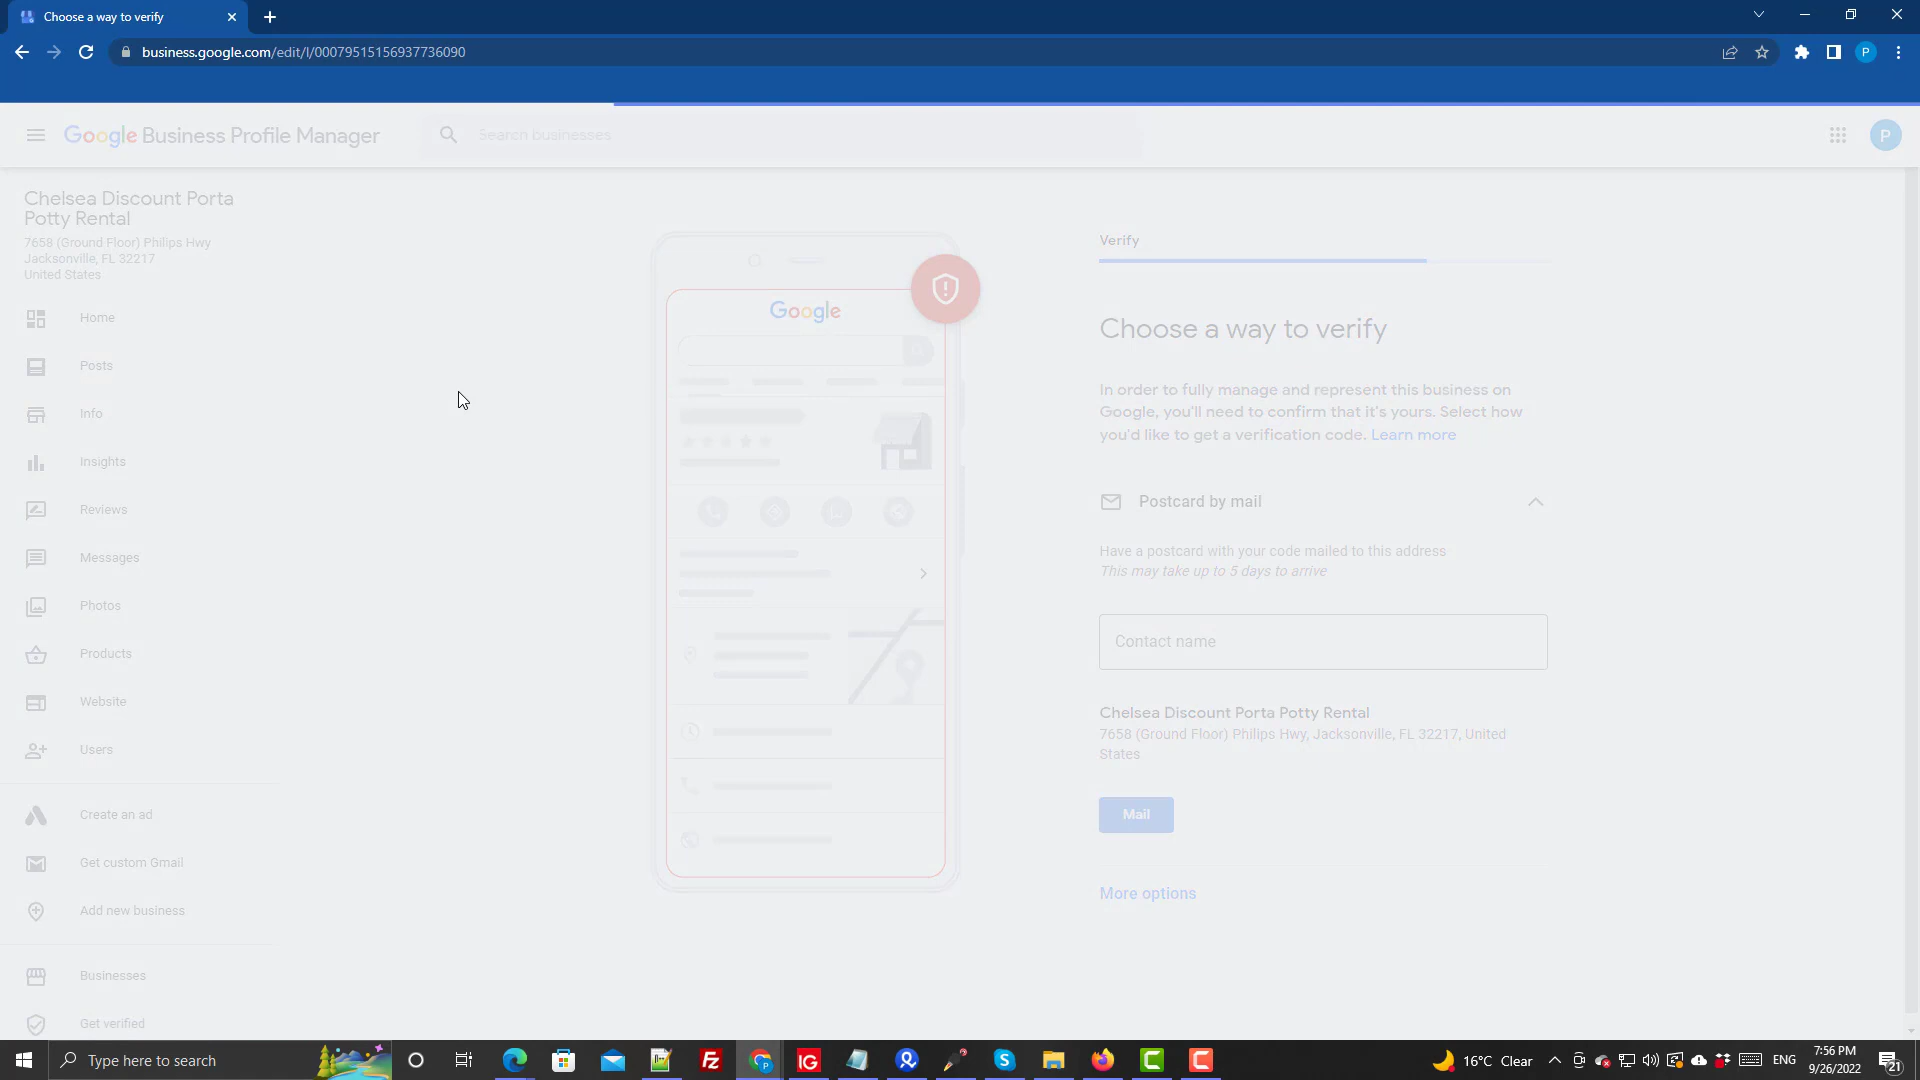 Choose a way to verify
business.google.com/edit/l/00079515156937736090
P
Google Business Profile Manager
Search businesses
P
Chelsea Discount Porta
Potty Rental
7658 (Ground Floor) Philips Hwy
Jacksonville, FL 32217
United States
Home
Posts
Info
Insights
Reviews
Messages
Photos
Products
Website
Users
Create an ad
Get custom Gmail
Add new business
Businesses
Get verified
Google
Verify
Choose a way to verify
In order to fully manage and represent this business on
Google, you'll need to confirm that it's yours. Select how
you'd like to get a verification code. Learn more
Postcard by mail
Have a postcard with your code mailed to this address
This may take up to 5 days to arrive
Contact name
Chelsea Discount Porta Potty Rental
7658 (Ground Floor) Philips Hwy, Jacksonville, FL 32217, United
States
Mail
More options
Type here to search
16°C Clear
ENG
7:56 PM
9/26/2022
21